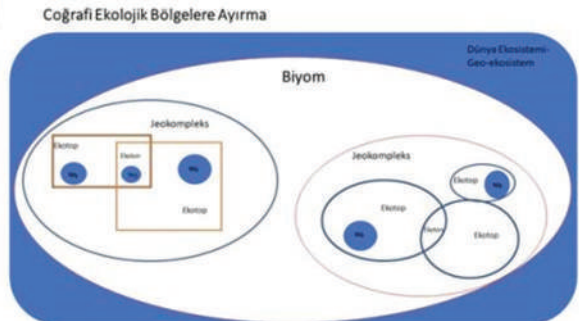 Coğrafi Ekolojik Bölgelere Ayırma
Dünya Ekosistemi-
Geo-ekosistem
Biyom
Jeokompleks
Ekotop
Ekoton
Ekotop
Jeokompleks
Ekotop
Ekotop
Ekoton
Ekotop